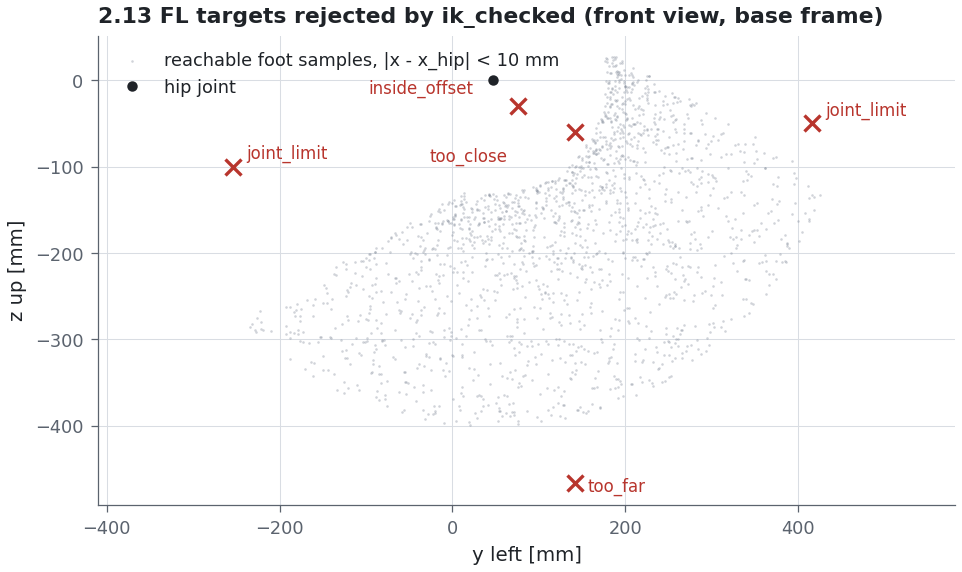 2.13 FL targets rejected by ik_checked (front view, base frame)
reachable foot samples, |x - x_hip| < 10 mm
hip joint
inside_offset
joint_limit
joint_limit
too_close
too_far
0
−100
−200
−300
−400
z up [mm]
−400
−200
0
200
400
y left [mm]